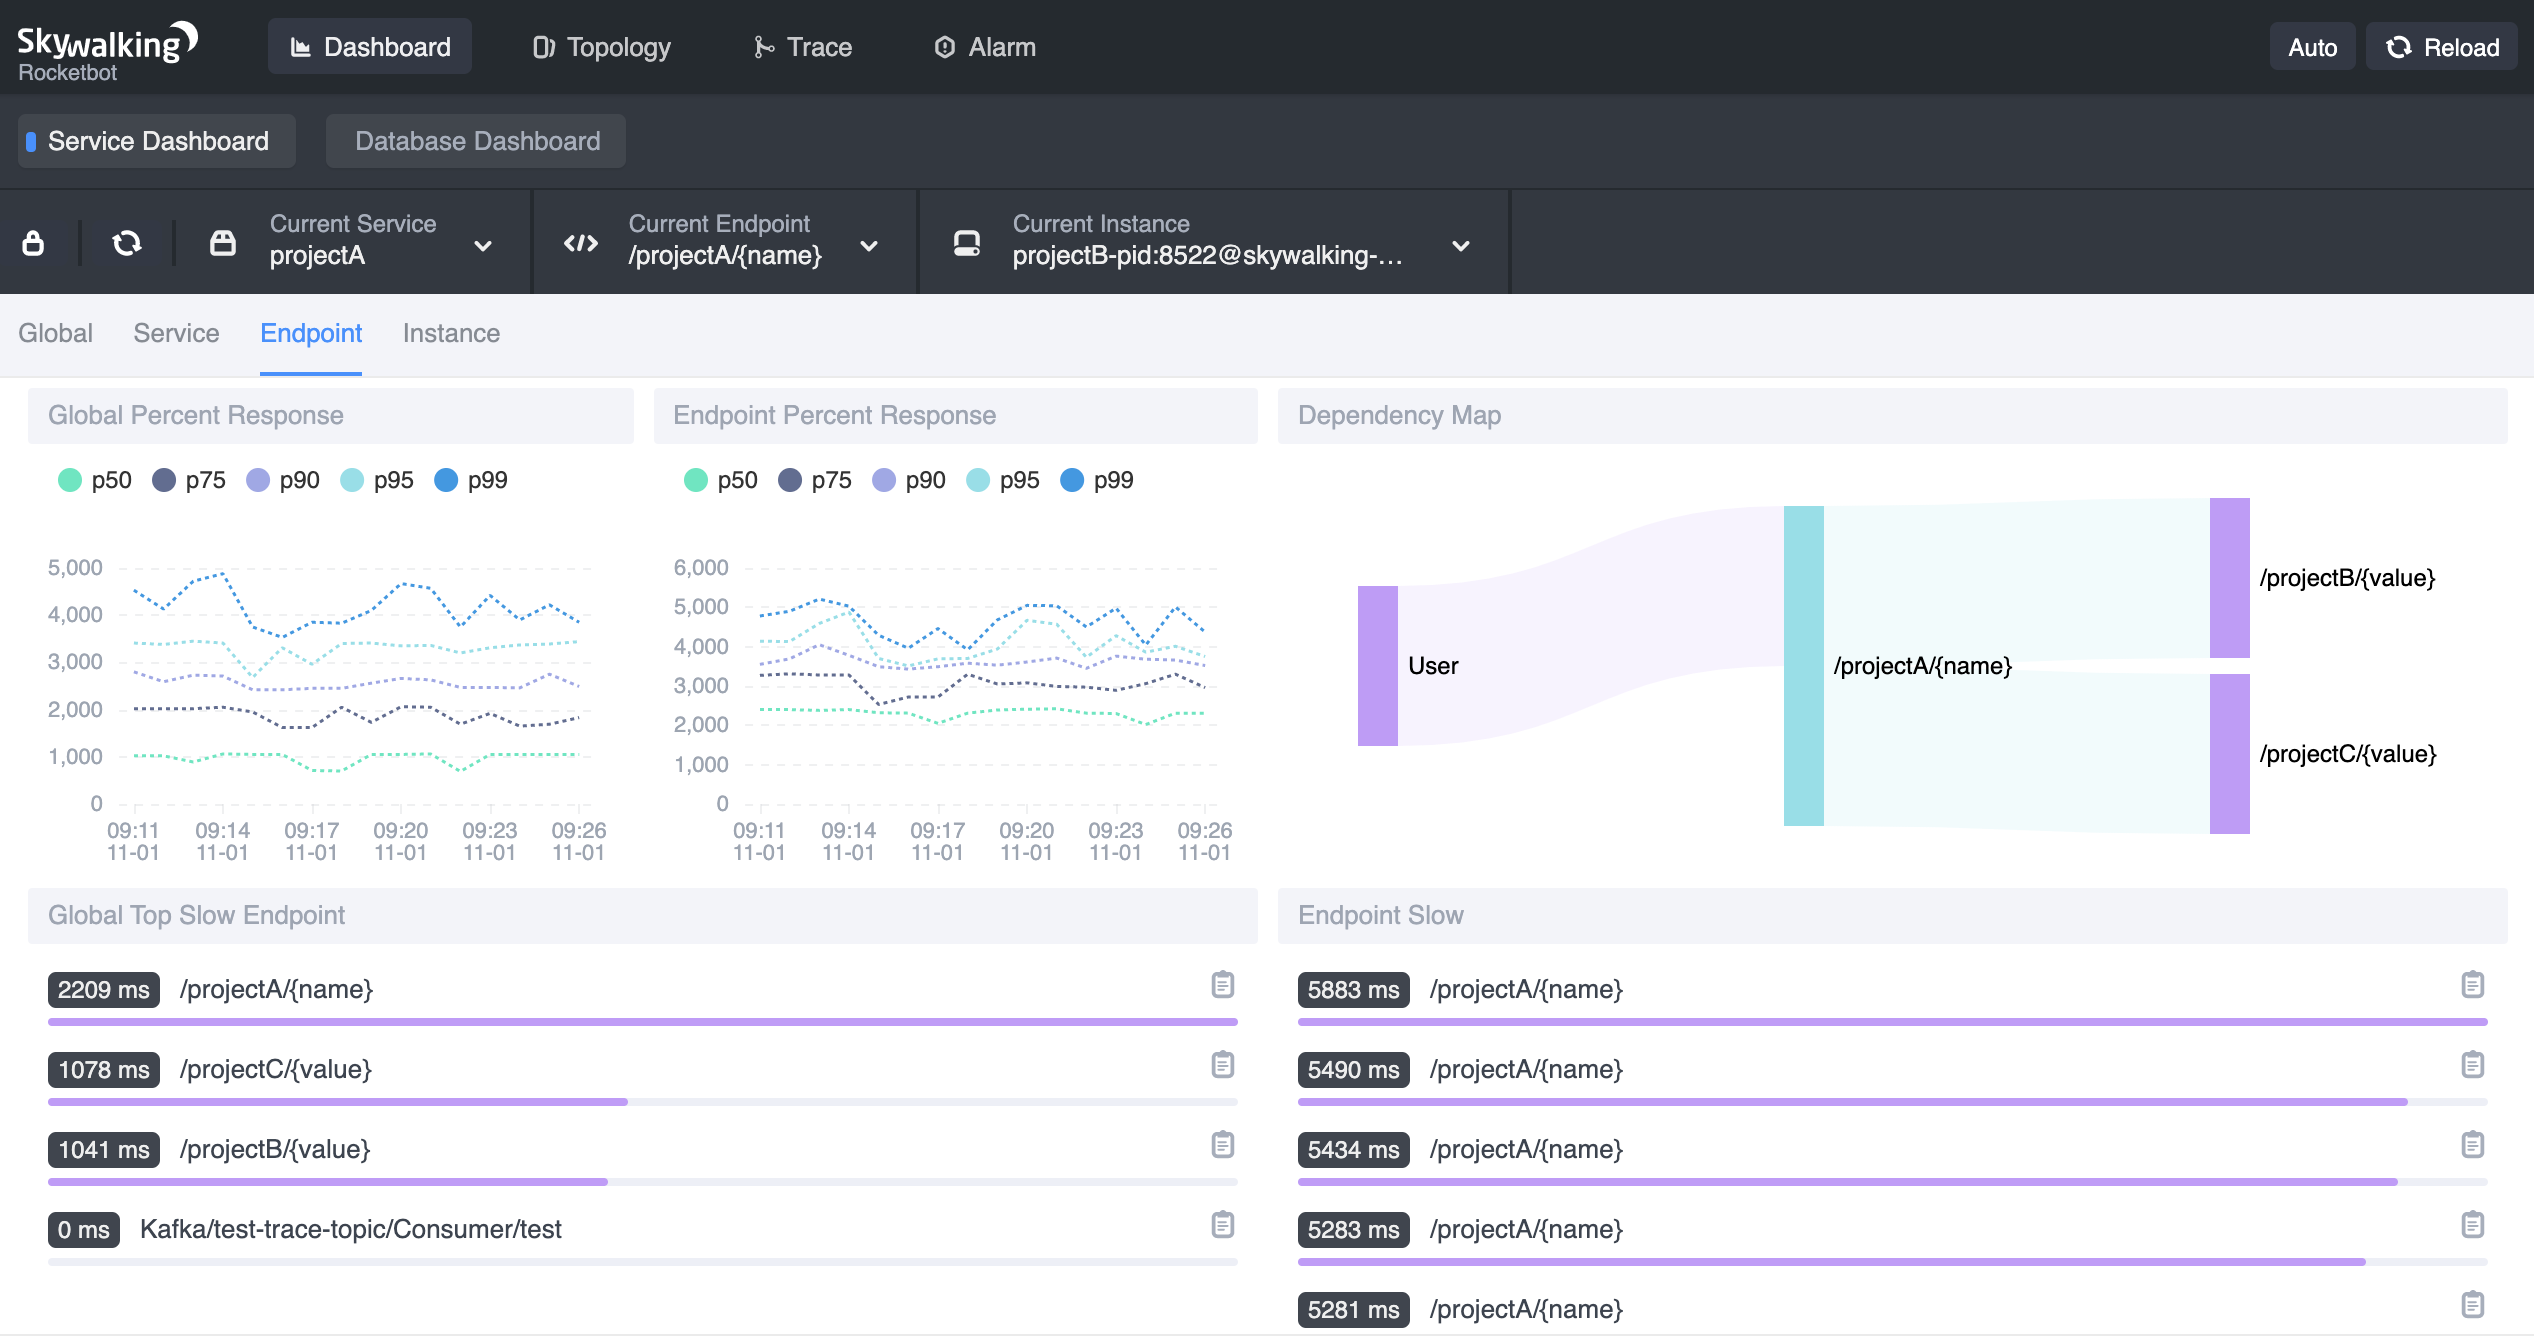 Skywalking
Rocketbot
Dashboard
Topology
Trace
Alarm
Auto
Reload
Service Dashboard
Database Dashboard
Current Service
projectA
Current Endpoint
/projectA/{name}
Current Instance
projectB-pid:8522@skywalking-...
Global
Service
Endpoint
Instance
Global Percent Response
p50 p75 p90 p95 p99
5,000
4,000
3,000
2,000
1,000
0
09:11 09:14 09:17 09:20 09:23 09:26
11-01 11-01 11-01 11-01 11-01 11-01
Endpoint Percent Response
p50 p75 p90 p95 p99
6,000
5,000
4,000
3,000
2,000
1,000
0
09:11 09:14 09:17 09:20 09:23 09:26
11-01 11-01 11-01 11-01 11-01 11-01
Dependency Map
User
/projectA/{name}
/projectB/{value}
/projectC/{value}
Global Top Slow Endpoint
2209 ms /projectA/{name}
1078 ms /projectC/{value}
1041 ms /projectB/{value}
0 ms Kafka/test-trace-topic/Consumer/test
Endpoint Slow
5883 ms /projectA/{name}
5490 ms /projectA/{name}
5434 ms /projectA/{name}
5283 ms /projectA/{name}
5281 ms /projectA/{name}